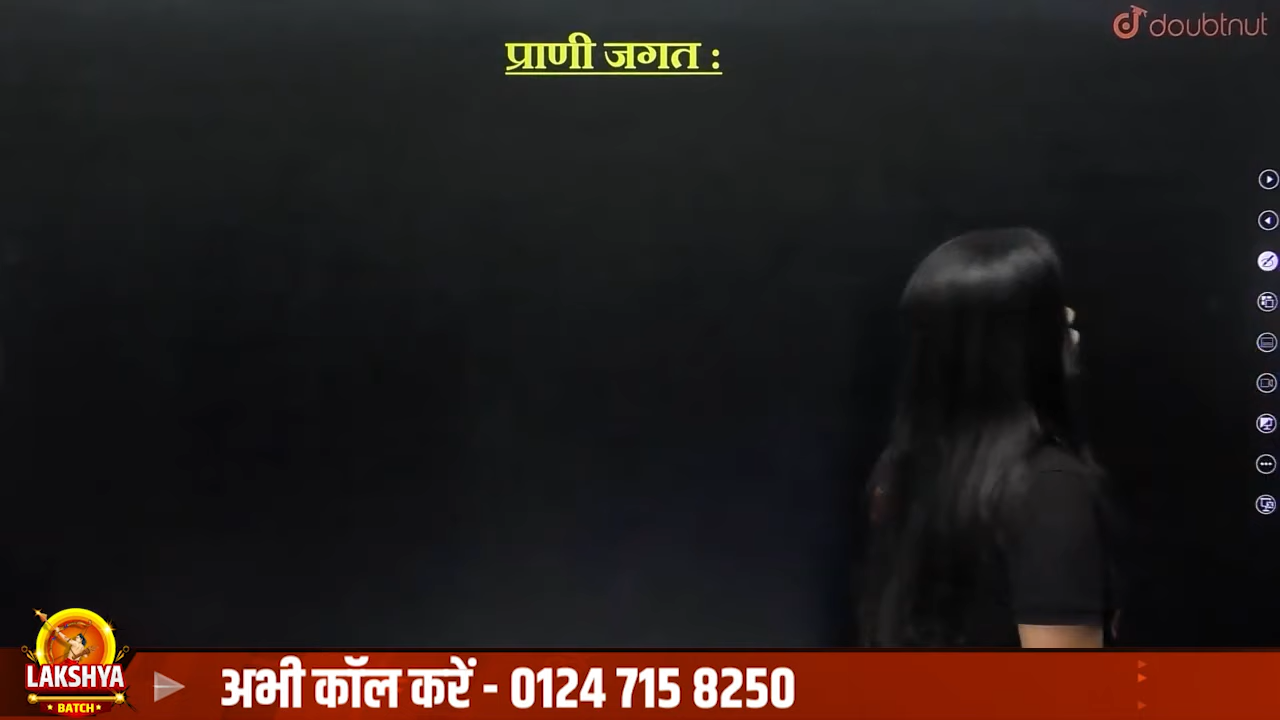 doubtnut
प्राणी जगत :
LAKSHYA
BATCH
अभी कॉल करें - 0124 715 8250